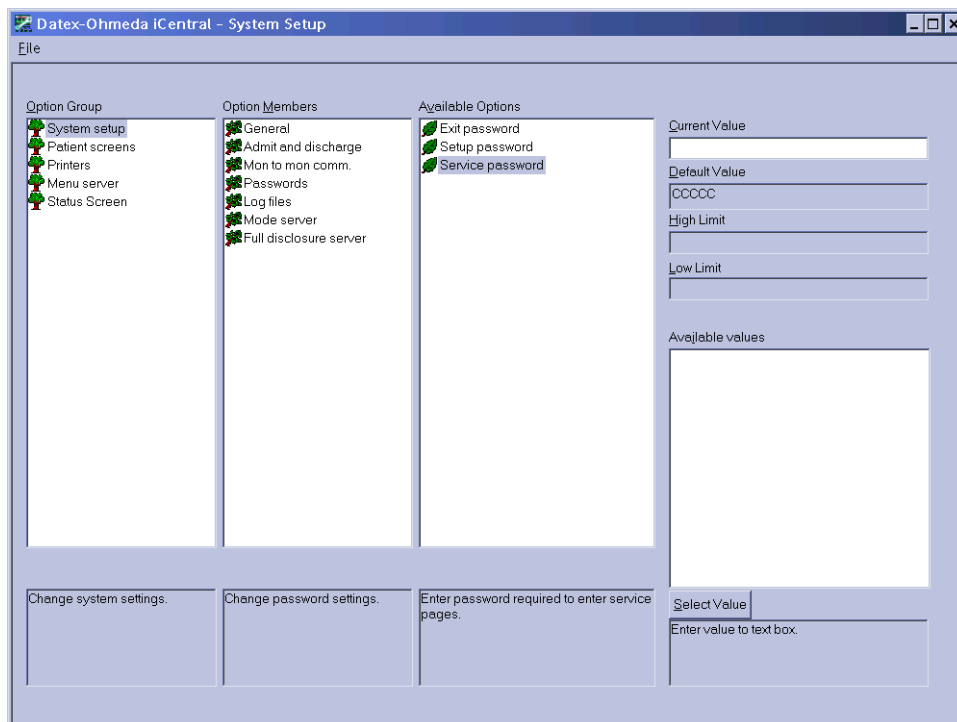 Datex-Ohmeda iCentral - System Setup
File
Option Group
System setup
Patient screens
Printers
Menu server
Status Screen
Change system settings.
Option Members
General
Admit and discharge
Mon to mon comm.
Passwords
Log files
Mode server
Full disclosure server
Change password settings.
Available Options
Exit password
Setup password
Service password
Enter password required to enter service
pages.
Current Value
Default Value
CCCCC
High Limit
Low Limit
Available values
Select Value
Enter value to text box.